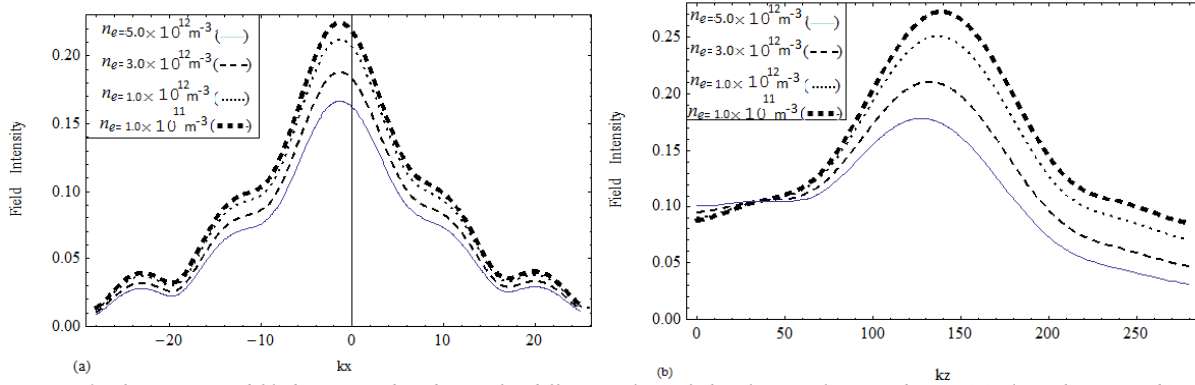 n_e=5.0× 10^12 m^-3 (—)
n_e=3.0× 10^12 m^-3 (– –)
n_e=1.0× 10^12 m^-3 (.....)
n_e=1.0× 10^11 m^-3 (▪▪▪▪)
0.20
0.15
0.10
0.05
0.00
Field Intensity
−20
−10
0
10
20
(a)
kx
n_e=5.0× 10^12 m^-3 (—)
n_e=3.0× 10^12 m^-3 (– –)
n_e=1.0× 10^12 m^-3 (.....)
n_e=1.0× 10^11 m^-3 (▪▪▪▪)
0.25
0.20
0.15
0.10
0.05
0.00
Field Intensity
0
50
100
150
200
250
(b)
kz